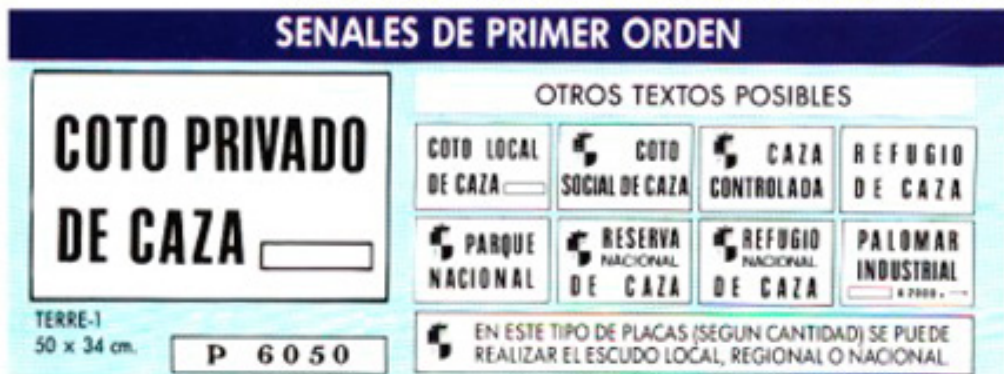 SENALES DE PRIMER ORDEN
COTO PRIVADO
DE CAZA
TERRE-1
50 x 34 cm.
P 6050
OTROS TEXTOS POSIBLES
COTO LOCAL
DE CAZA
COTO
SOCIAL DE CAZA
CAZA
CONTROLADA
REFUGIO
DE CAZA
PARQUE
NACIONAL
RESERVA
NACIONAL
DE CAZA
REFUGIO
NACIONAL
DE CAZA
PALOMAR
INDUSTRIAL
EN ESTE TIPO DE PLACAS (SEGUN CANTIDAD) SE PUEDE
REALIZAR EL ESCUDO LOCAL, REGIONAL O NACIONAL.